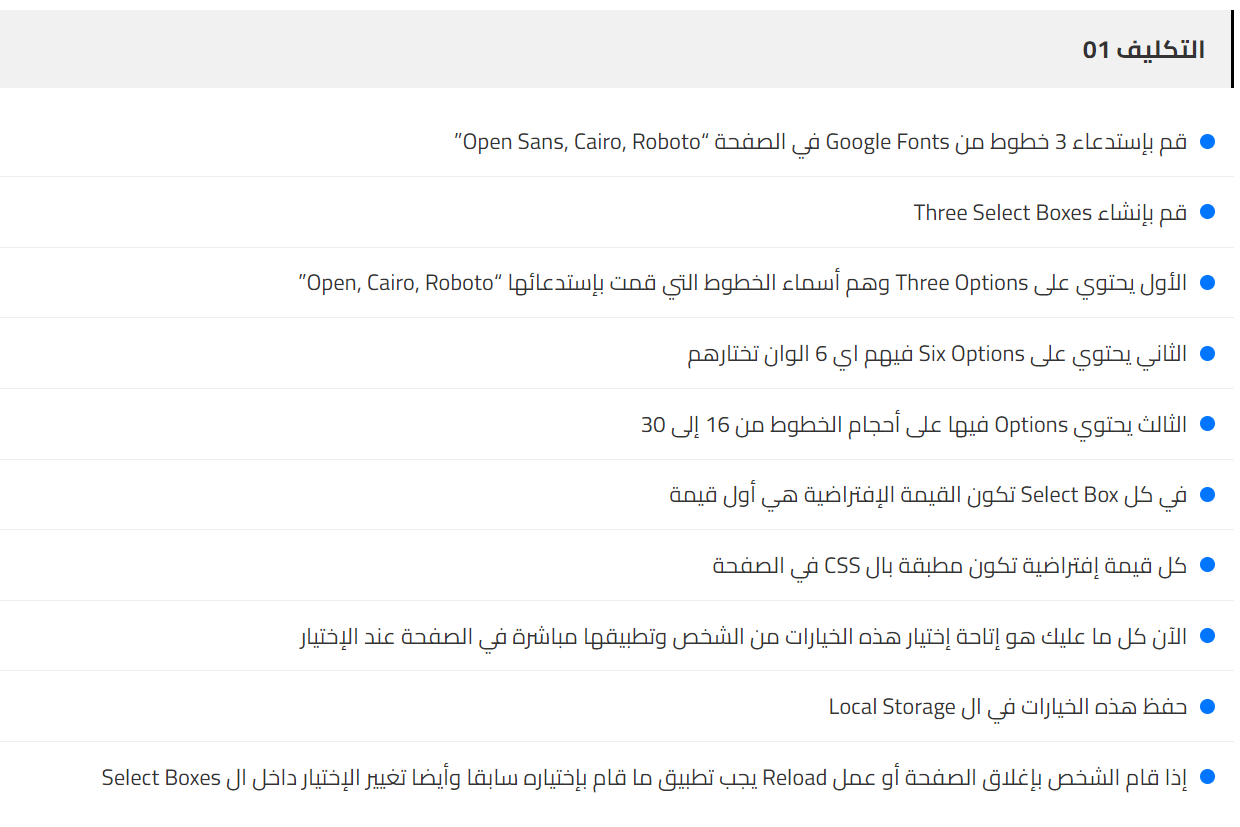 التكليف 01
قم بإستدعاء 3 خطوط من Google Fonts في الصفحة “Open Sans, Cairo, Roboto”
قم بإنشاء Three Select Boxes
الأول يحتوي على Three Options وهم أسماء الخطوط التي قمت بإستدعائها “Open, Cairo, Roboto”
الثاني يحتوي على Six Options فيهم اي 6 الوان تختارهم
الثالث يحتوي Options فيها على أحجام الخطوط من 16 إلى 30
في كل Select Box تكون القيمة الإفتراضية هي أول قيمة
كل قيمة إفتراضية تكون مطبقة بال CSS في الصفحة
الآن كل ما عليك هو إتاحة إختيار هذه الخيارات من الشخص وتطبيقها مباشرة في الصفحة عند الإختيار
حفظ هذه الخيارات في ال Local Storage
إذا قام الشخص بإغلاق الصفحة أو عمل Reload يجب تطبيق ما قام بإختياره سابقا وأيضا تغيير الإختيار داخل ال Select Boxes